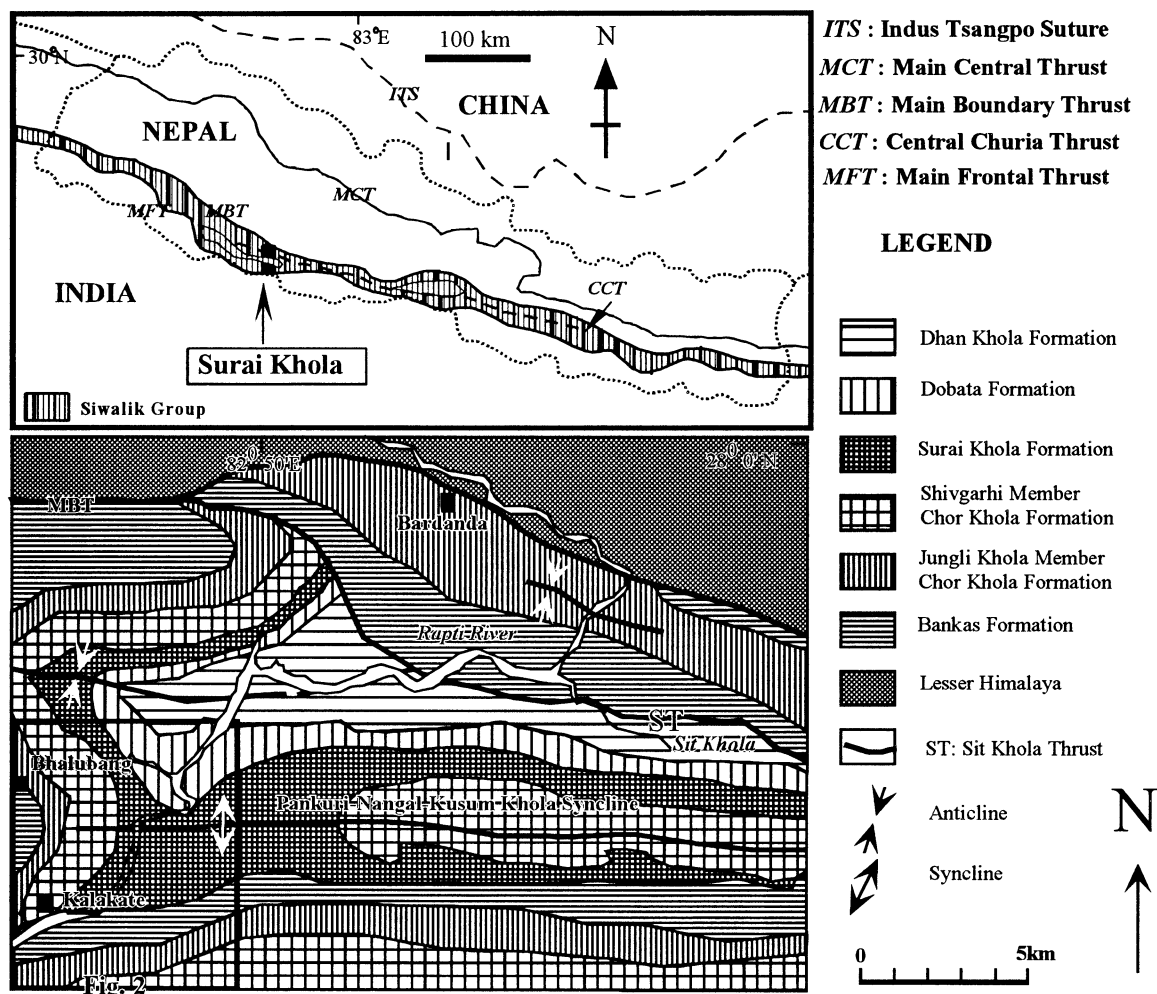 83°E
100 km
N
30°N
ITS
CHINA
NEPAL
MCT
MFT
MBT
INDIA
CCT
Surai Khola
Siwalik Group
ITS : Indus Tsangpo Suture
MCT : Main Central Thrust
MBT : Main Boundary Thrust
CCT : Central Churia Thrust
MFT : Main Frontal Thrust
LEGEND
Dhan Khola Formation
Dobata Formation
Surai Khola Formation
Shivgarhi Member
Chor Khola Formation
Jungli Khola Member
Chor Khola Formation
Bankas Formation
Lesser Himalaya
ST: Sit Khola Thrust
Anticline
Syncline
N
0 5km
82° 50'E
28° 0' N
MBT
Bardanda
Rapti River
ST
Sit Khola
Bhalubang
Pankuri-Nangal-Kusum Khola Syncline
Kalakate
Fig. 2